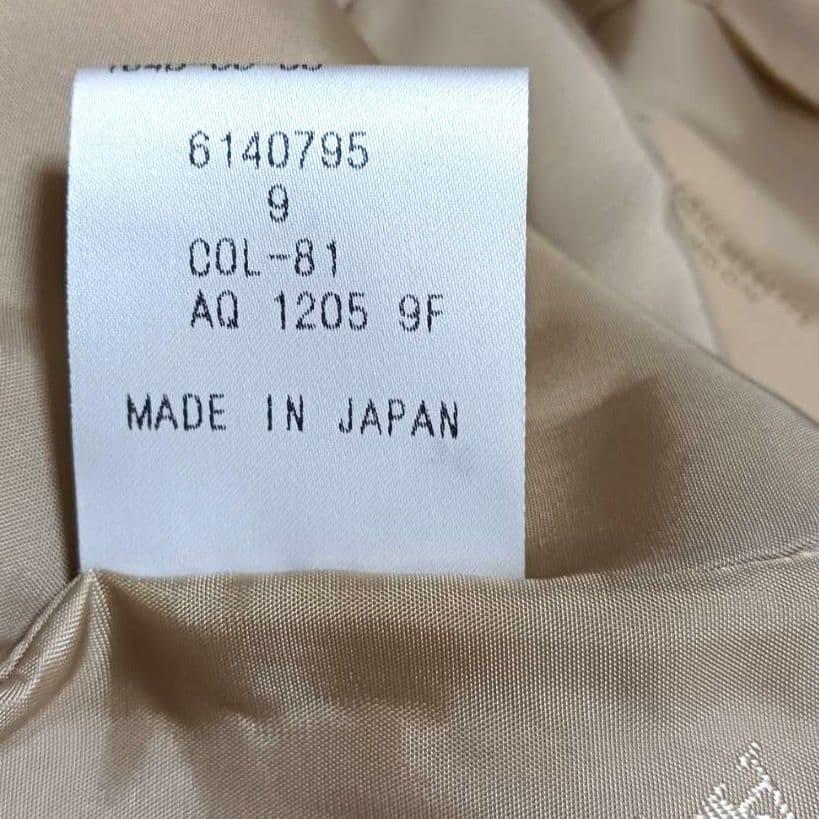 6140795
9
COL-81
AQ 1205 9F
MADE IN JAPAN